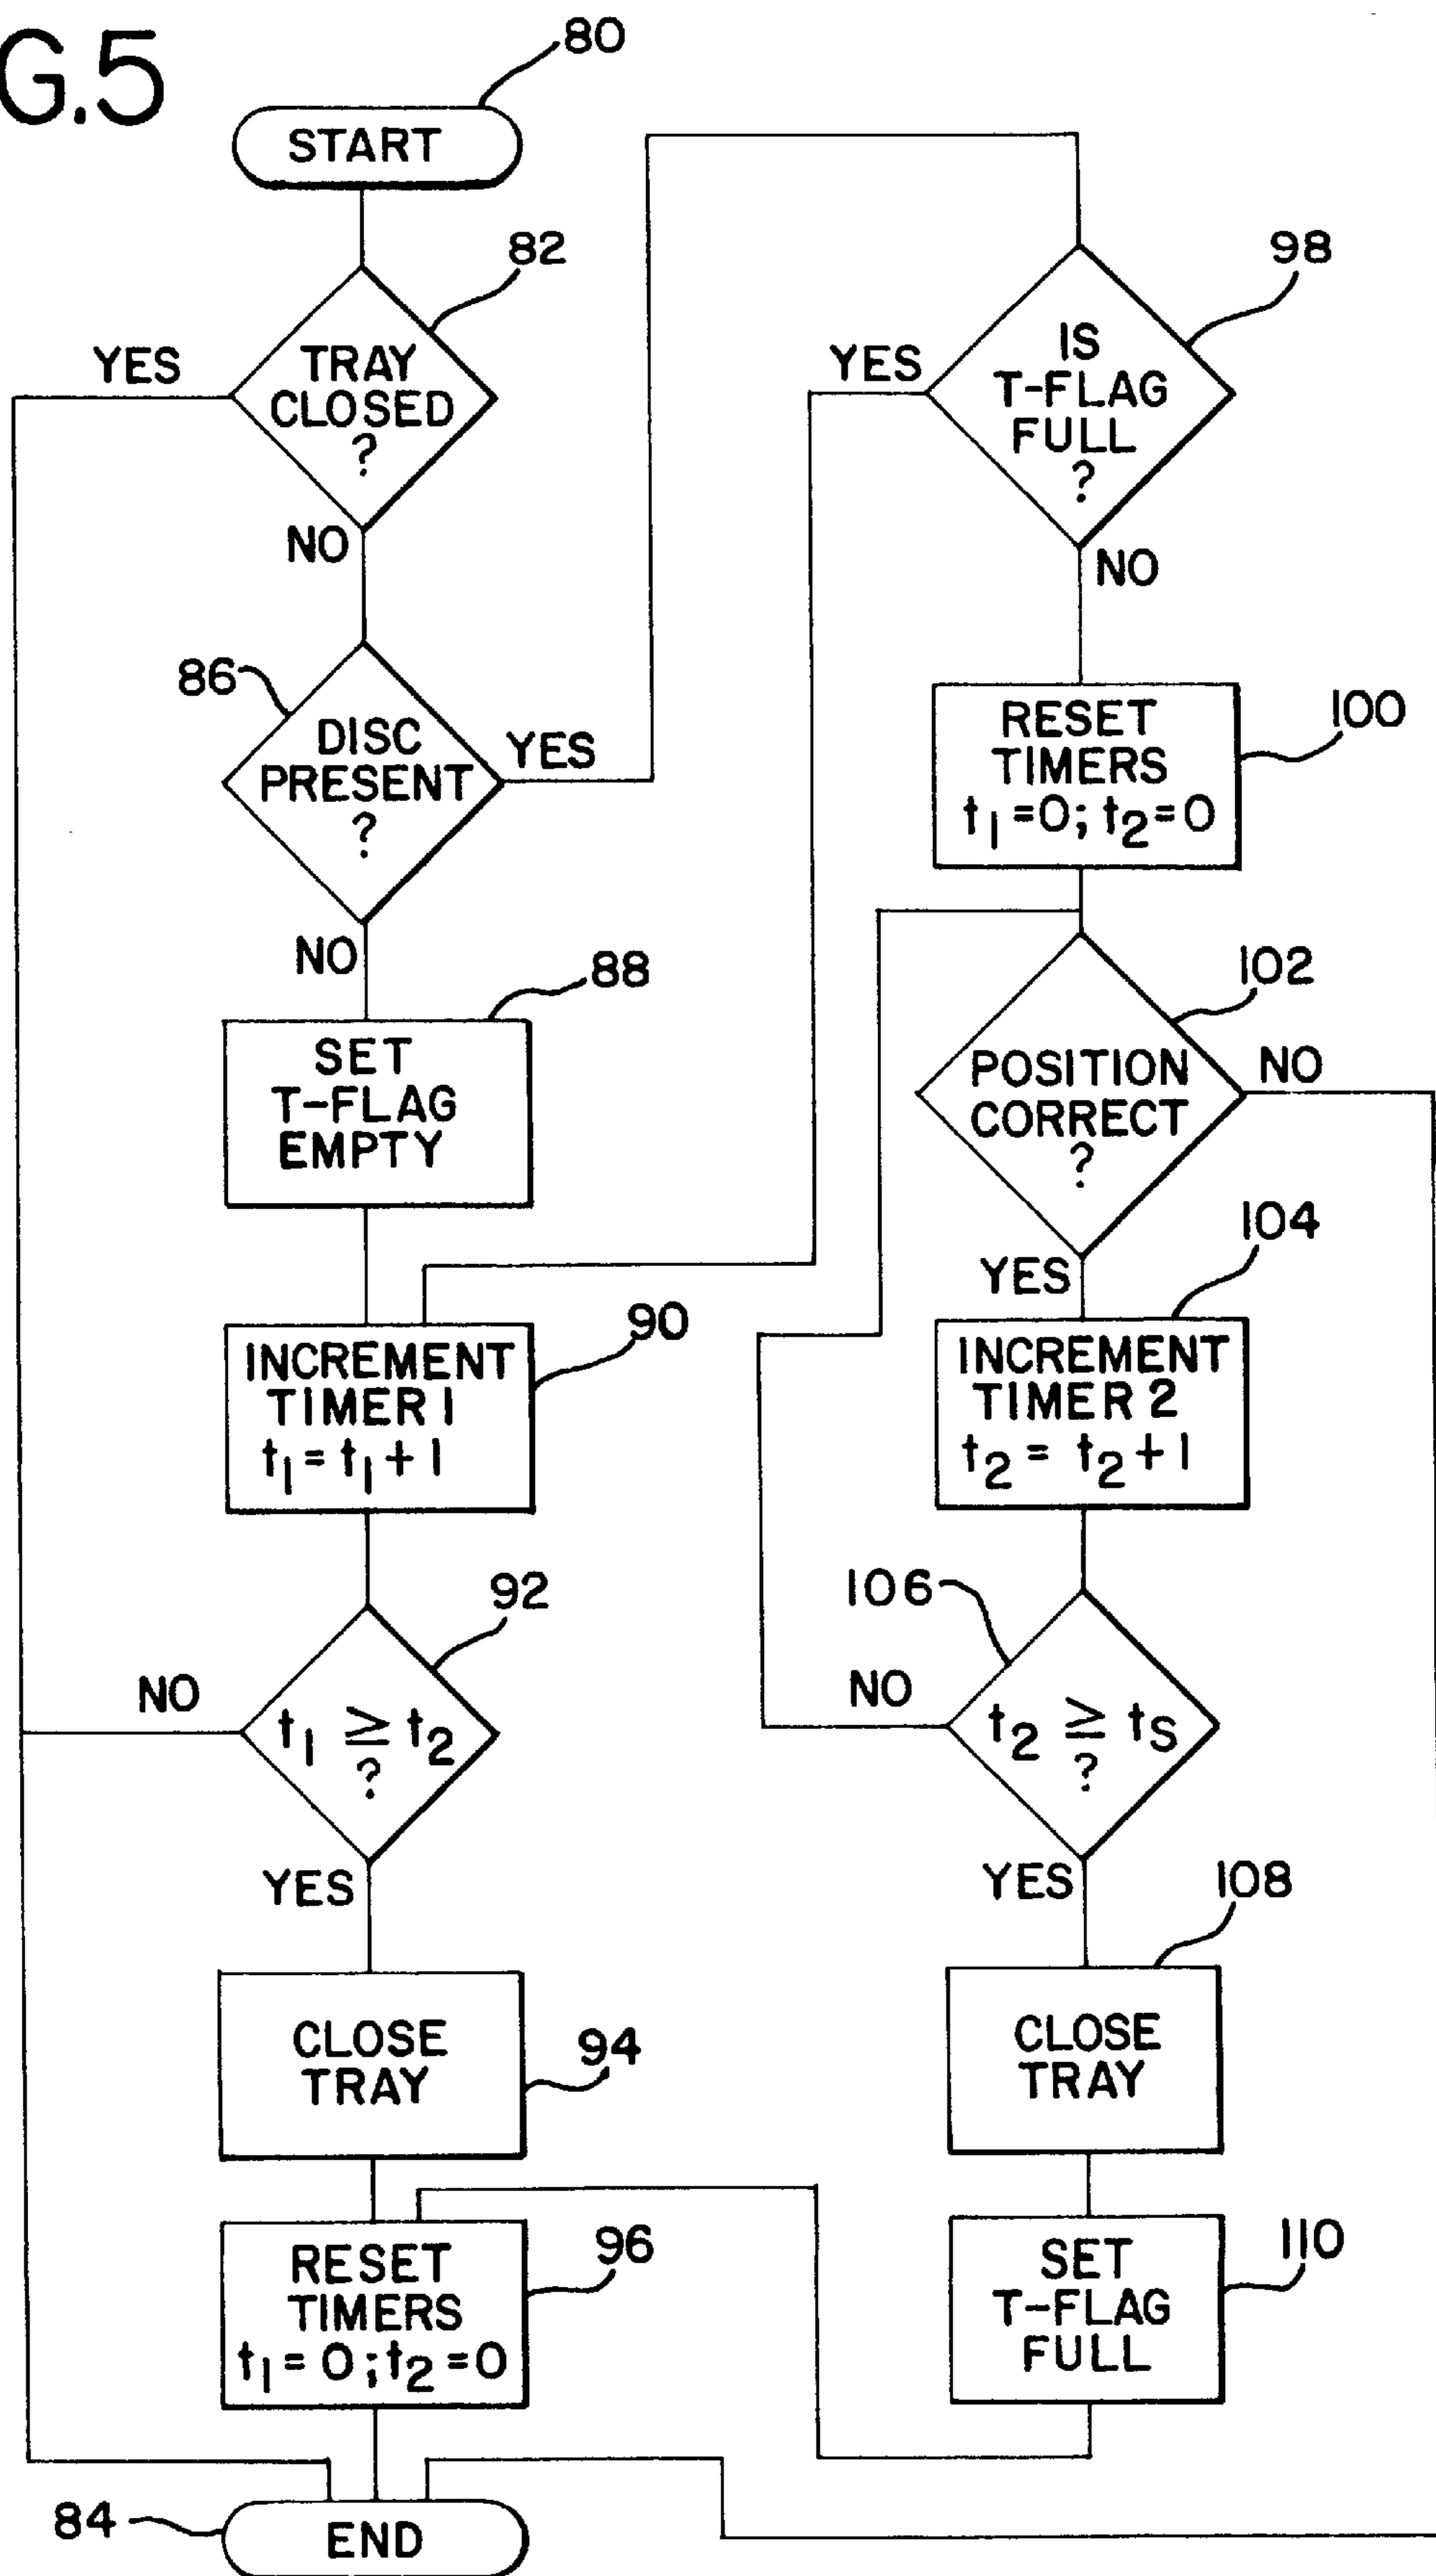 G.5
80
START
82
YES
TRAY
CLOSED
?
NO
86
DISC
PRESENT
?
YES
NO
88
SET
T-FLAG
EMPTY
90
INCREMENT
TIMER 1
t₁ = t₁ + 1
92
NO
t₁ ≥ t₂
?
YES
CLOSE
TRAY
94
RESET
TIMERS
t₁ = 0 ; t₂ = 0
96
84
END
98
YES
IS
T-FLAG
FULL
?
NO
RESET
TIMERS
t₁ = 0; t₂ = 0
100
102
POSITION
CORRECT
?
NO
YES
104
INCREMENT
TIMER 2
t₂ = t₂ + 1
106
NO
t₂ ≥ tS
?
YES
108
CLOSE
TRAY
SET
T-FLAG
FULL
110